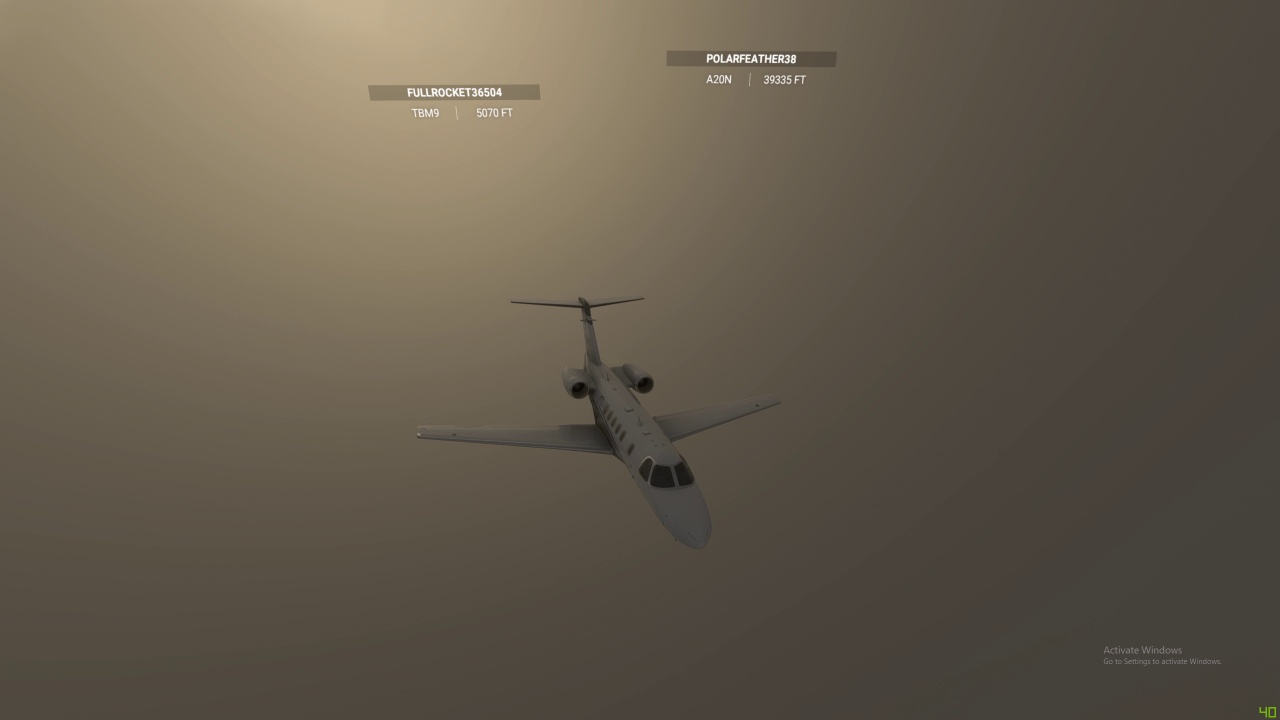 POLARFEATHER38
A20N | 39335 FT
FULLROCKET36504
TBM9 | 5070 FT
Activate Windows
Go to Settings to activate Windows.
40